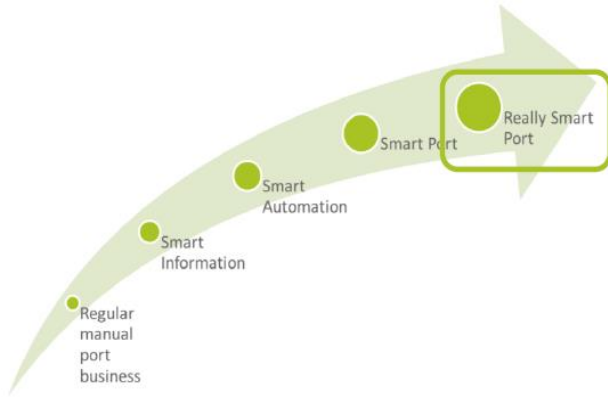 Really Smart
Port
Smart Port
Smart
Automation
Smart
Information
Regular
manual
port
business